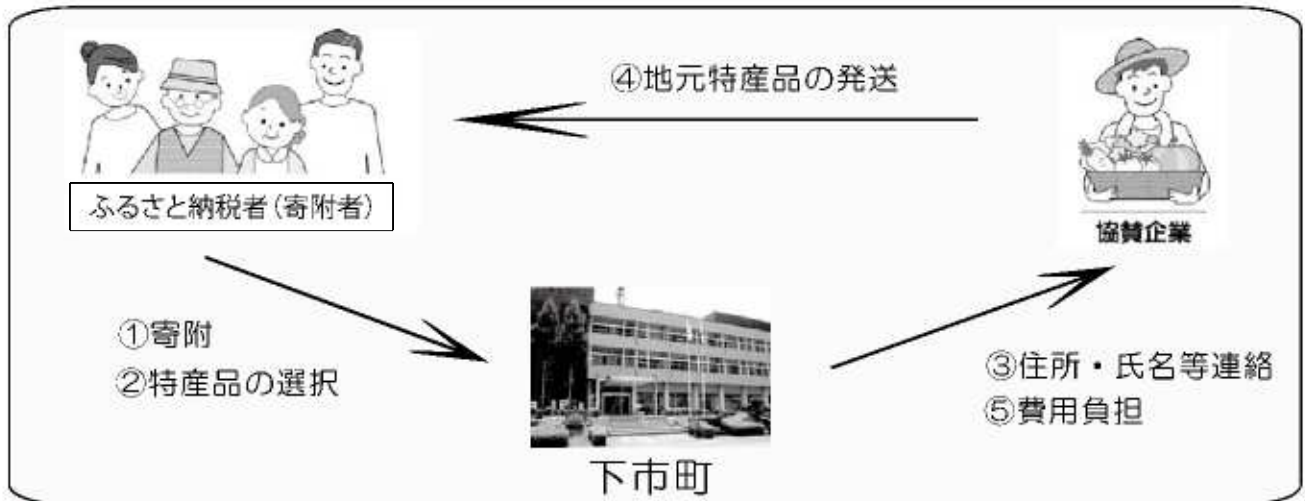 ④地元特産品の発送
ふるさと納税者(寄附者)
協賛企業
①寄附
②特産品の選択
③住所・氏名等連絡
⑤費用負担
下市町